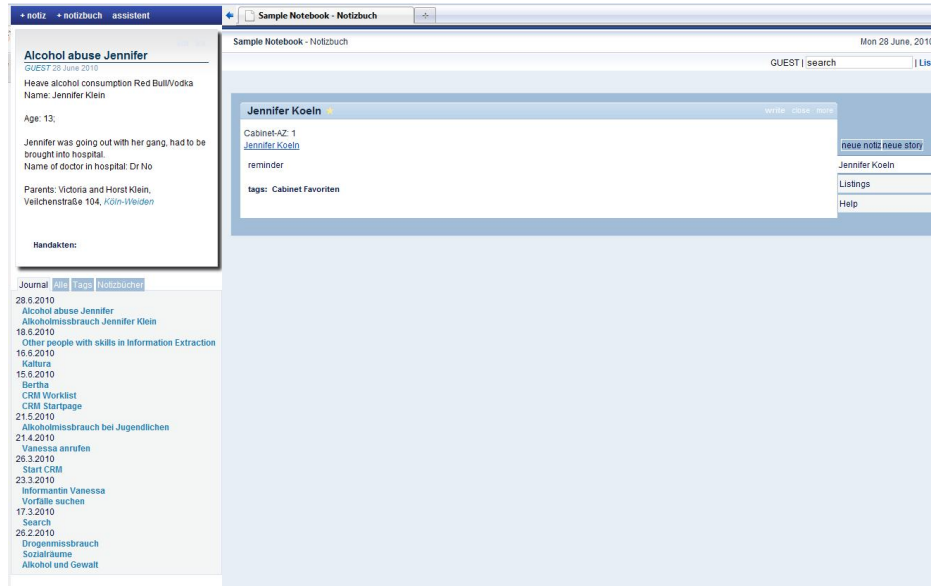 + notiz + notizbuch assistent
Sample Notebook - Notizbuch
Alcohol abuse Jennifer
GUEST 28 June 2010
Heave alcohol consumption Red Bull/Vodka
Name: Jennifer Klein
Age: 13;
Jennifer was going out with her gang, had to be
brought into hospital.
Name of doctor in hospital: Dr No
Parents: Victoria and Horst Klein,
Veilchenstraße 104, Köln-Weiden
Handakten:
Journal Alle Tags Notizbücher
28.6.2010
Alcohol abuse Jennifer
Alkoholmissbrauch Jennifer Klein
18.6.2010
Other people with skills in Information Extraction
16.6.2010
Kaltura
15.6.2010
Bertha
CRM Worklist
CRM Startpage
21.5.2010
Alkoholmissbrauch bei Jugendlichen
21.4.2010
Vanessa anrufen
26.3.2010
Start CRM
23.3.2010
Informantin Vanessa
Vorfälle suchen
17.3.2010
Search
26.2.2010
Drogenmissbrauch
Sozialräume
Alkohol und Gewalt
Sample Notebook - Notizbuch Mon 28 June, 2010
GUEST | search | Lis
Jennifer Koeln write close more
Cabinet-AZ: 1
Jennifer Koeln
reminder
tags: Cabinet Favoriten
neue notiz neue story
Jennifer Koeln
Listings
Help